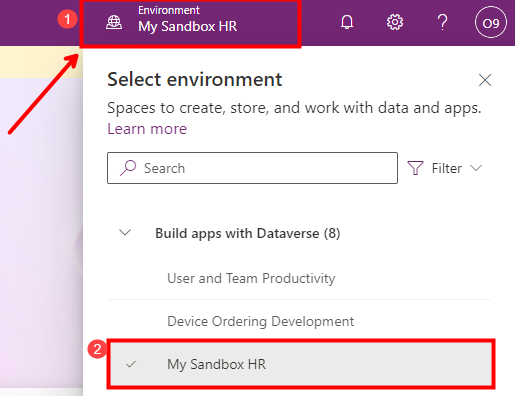 1
Environment
My Sandbox HR
O9
Select environment
Spaces to create, store, and work with data and apps.
Learn more
Search
Filter
Build apps with Dataverse (8)
User and Team Productivity
Device Ordering Development
2
My Sandbox HR